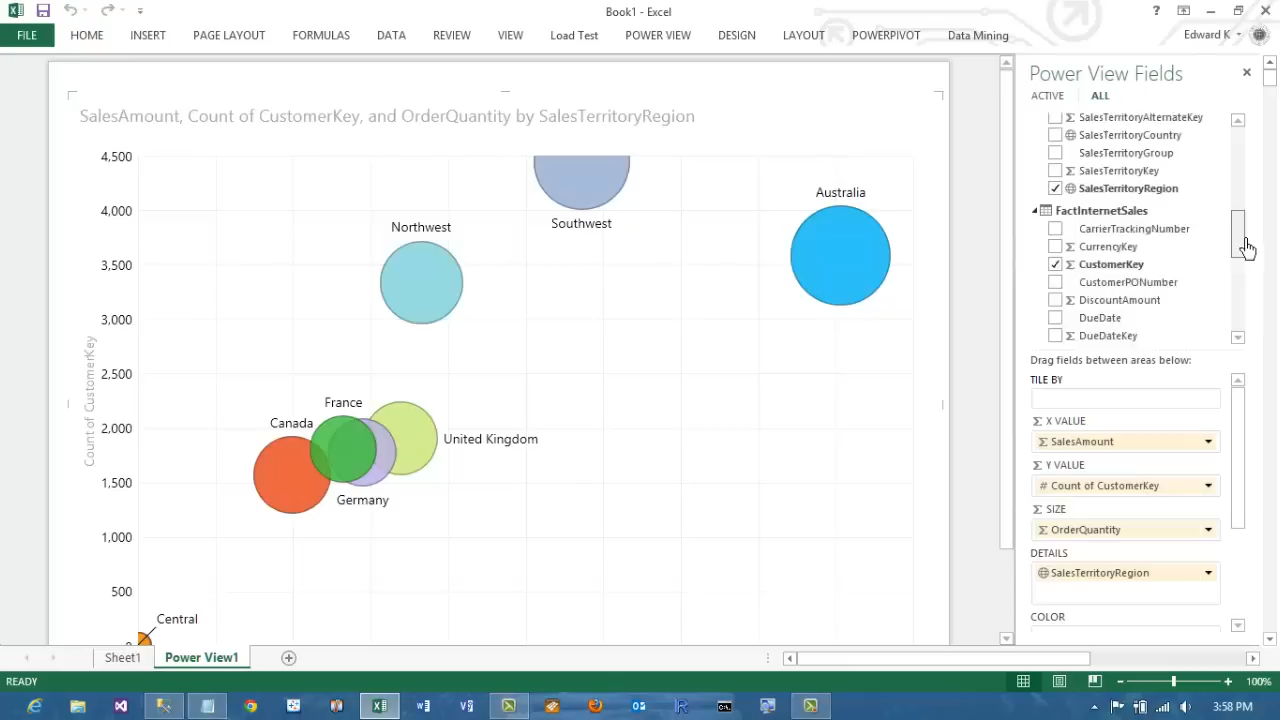 Book1 - Excel
?
FILE HOME INSERT PAGE LAYOUT FORMULAS DATA REVIEW VIEW Load Test POWER VIEW DESIGN LAYOUT POWERPIVOT Data Mining Edward K
Power View Fields
ACTIVE ALL
SalesTerritoryAlternateKey
SalesTerritoryCountry
SalesTerritoryGroup
SalesTerritoryKey
SalesTerritoryRegion
FactInternetSales
CarrierTrackingNumber
CurrencyKey
CustomerKey
CustomerPONumber
DiscountAmount
DueDate
DueDateKey
Drag fields between areas below:
TILE BY
Σ X VALUE
Σ SalesAmount
Σ Y VALUE
# Count of CustomerKey
Σ SIZE
Σ OrderQuantity
DETAILS
SalesTerritoryRegion
COLOR
SalesAmount, Count of CustomerKey, and OrderQuantity by SalesTerritoryRegion
4,500
4,000
3,500
3,000
2,500
2,000
1,500
1,000
500
0
Count of CustomerKey
Australia
Southwest
Northwest
France
Canada
United Kingdom
Germany
Central
Sheet1 Power View1
READY
100%
3:58 PM